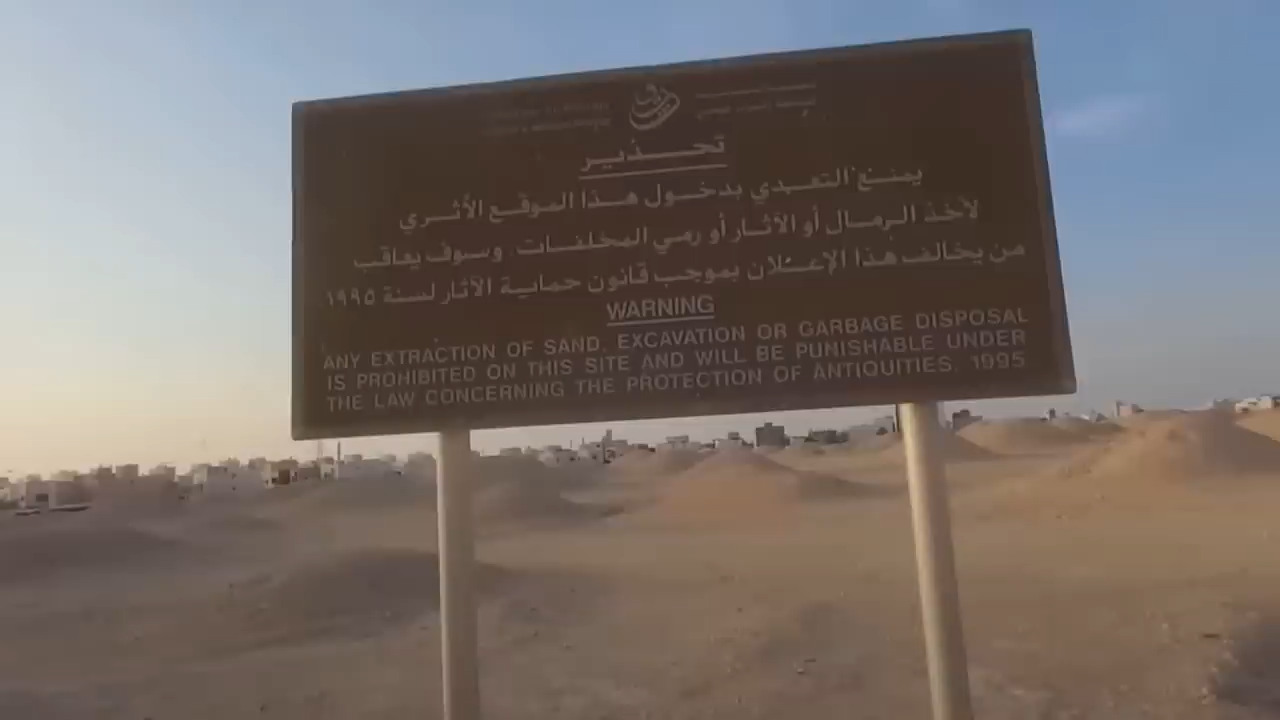 تحذير
يمنع التعدي بدخول هذا الموقع الأثري
لأخذ الرمال أو الآثار أو رمي المخلفات. وسوف يعاقب
من يخالف هذا الإعلان بموجب قانون حماية الآثار لسنة ١٩٩٥
WARNING
ANY EXTRACTION OF SAND, EXCAVATION OR GARBAGE DISPOSAL
IS PROHIBITED ON THIS SITE AND WILL BE PUNISHABLE UNDER
THE LAW CONCERNING THE PROTECTION OF ANTIQUITIES, 1995